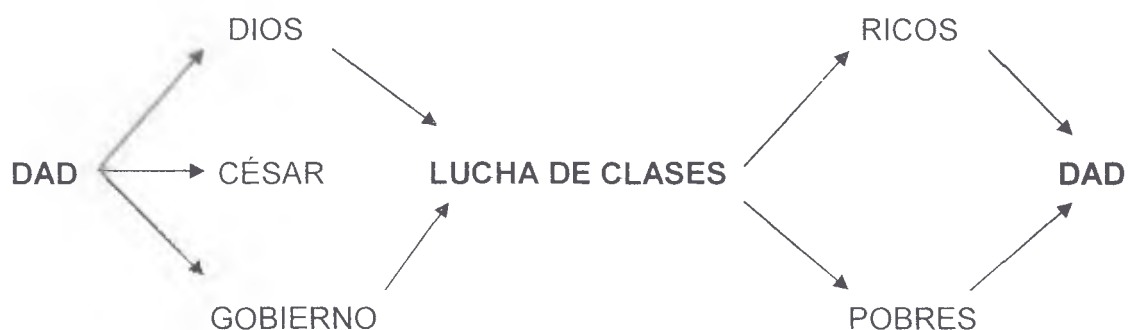 DIOS RICOS
DAD CÉSAR LUCHA DE CLASES DAD
GOBIERNO POBRES